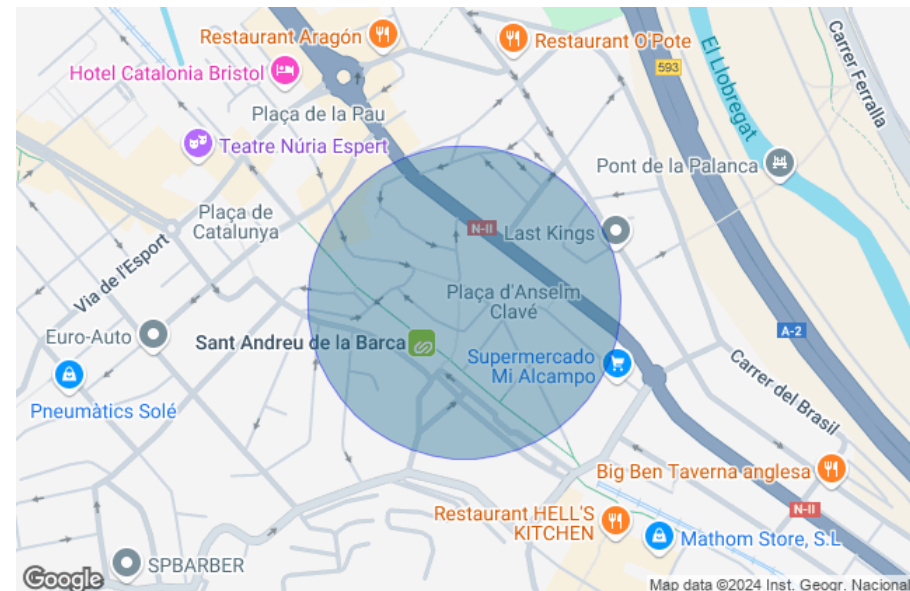 Restaurant Aragón
Restaurant O'Pote
Hotel Catalonia Bristol
593
El Llobregat
Carrer Ferralla
Plaça de la Pau
Teatre Núria Espert
Pont de la Palanca
Plaça de
Catalunya
N-II
Last Kings
Via de l'Esport
Plaça d'Anselm
Clavé
Euro-Auto
Sant Andreu de la Barca
A-2
Supermercado
Mi Alcampo
Pneumàtics Solé
Carrer del Brasil
Big Ben Taverna anglesa
Restaurant HELL'S
KITCHEN
N-II
Mathom Store, S.L
SPBARBER
Google
Map data ©2024 Inst. Geogr. Nacional